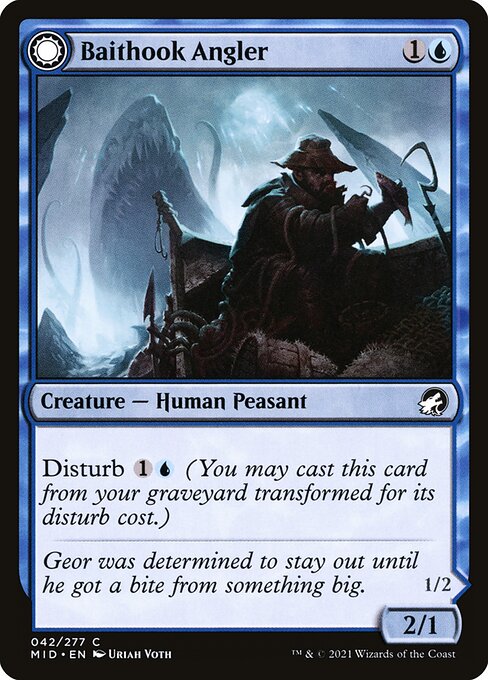 Baithook Angler 1
Creature — Human Peasant
Disturb 1 (You may cast this card
from your graveyard transformed for its
disturb cost.)
Geor was determined to stay out until
he got a bite from something big.
1/2
2/1
042/277 C
MID • EN Uriah Voth
™ & © 2021 Wizards of the Coast